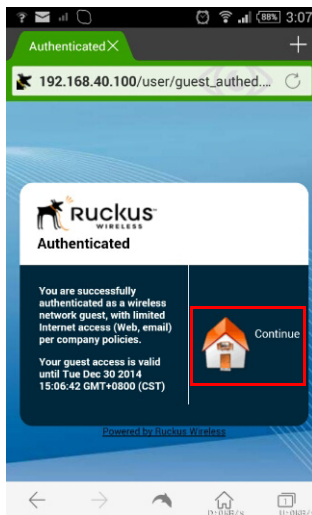 88% 3:07
Authenticated
192.168.40.100/user/guest_authed....
Ruckus
WIRELESS
Authenticated
You are successfully
authenticated as a wireless
network guest, with limited
Internet access (Web, email)
per company policies.
Continue
Your guest access is valid
until Tue Dec 30 2014
15:06:42 GMT+0800 (CST)
Powered by Ruckus Wireless
1